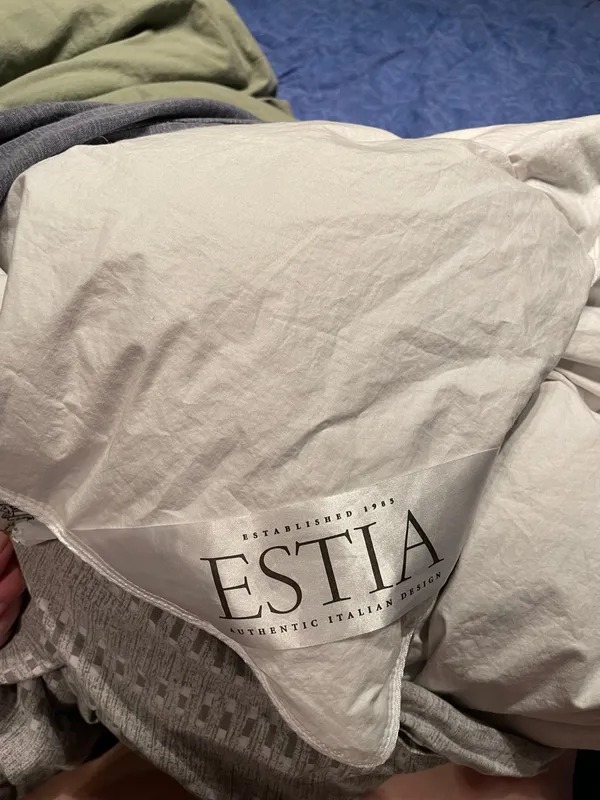 ESTABLISHED 1985
ESTIA
AUTHENTIC ITALIAN DESIGN